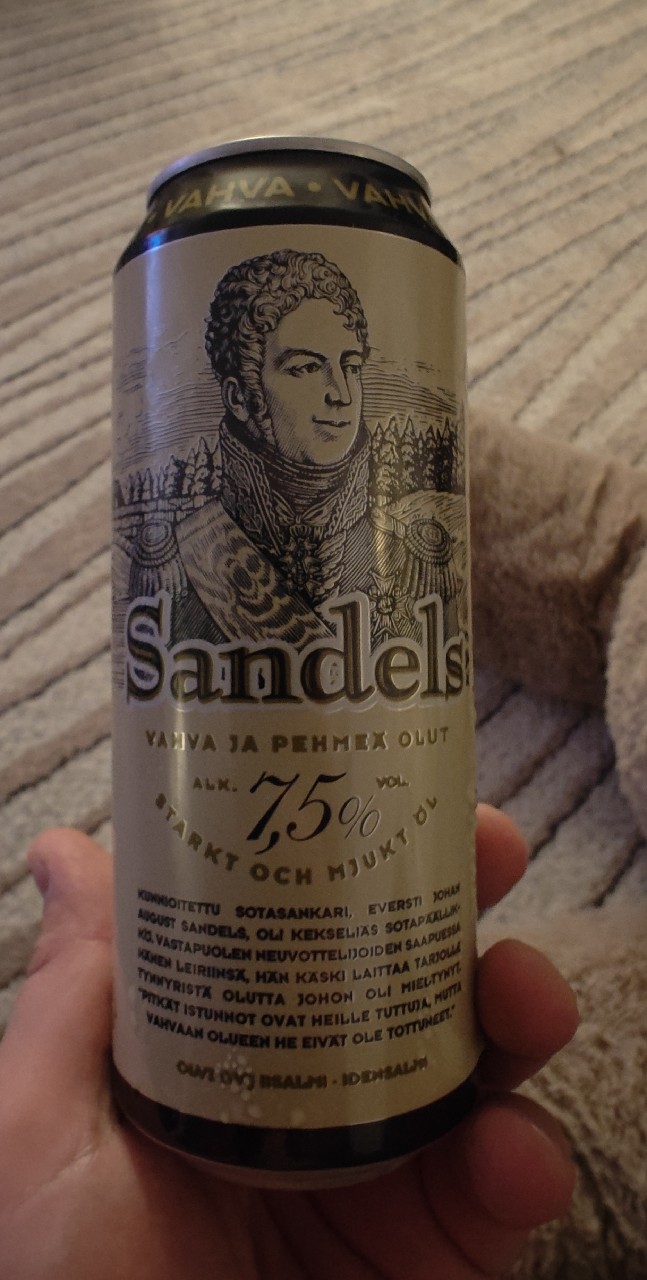 VAHVA • VAHV
Sandels
VAHVA JA PEHMEÄ OLUT
ALK. 7,5% VOL.
STARKT OCH MJUKT ÖL
KUNNIOITETTU SOTASANKARI, EVERSTI JOHAN
AUGUST SANDELS, OLI KEKSELIÄS SOTAPÄÄLLIK-
KÖ. VASTAPUOLEN NEUVOTTELIJOIDEN SAAPUESSA
HÄNEN LEIRIINSÄ, HÄN KÄSKI LAITTAA TARJOLLE
TYNNYRISTÄ OLUTTA JOHON OLI MIELTYNYT.
"PITKÄT ISTUNNOT OVAT HEILLE TUTTUJA, MUTTA
VAHVAAN OLUEEN HE EIVÄT OLE TOTTUNEET."
OLVI OYJ IISALMI - IDENSALMI